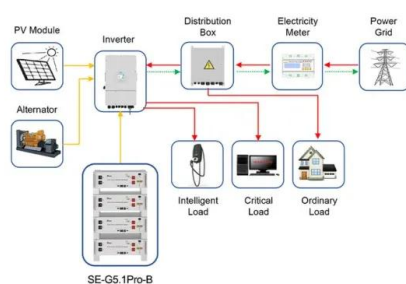 PV Module
Inverter
Distribution
Box
Electricity
Meter
Power
Grid
Alternator
Intelligent
Load
Critical
Load
Ordinary
Load
SE-G5.1Pro-B